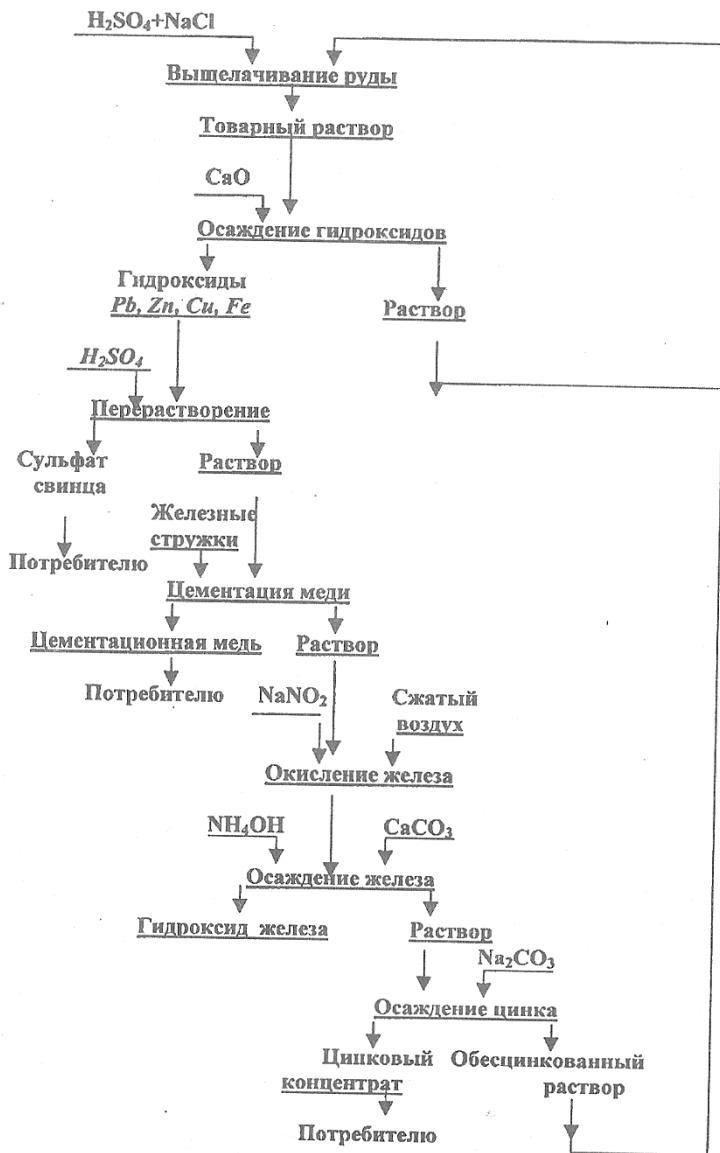 H₂SO₄+NaCl
Выщелачивание руды
Товарный раствор
CaO
Осаждение гидроксидов
Гидроксиды
Pb, Zn, Cu, Fe
Раствор
H₂SO₄
Перерастворение
Сульфат
свинца
Раствор
Железные
стружки
Потребителю
Цементация меди
Цементационная медь
Раствор
Потребителю
NaNO₂
Сжатый
воздух
Окисление железа
NH₄OH
CaCO₃
Осаждение железа
Гидроксид железа
Раствор
Na₂CO₃
Осаждение цинка
Цинковый
концентрат
Обесцинкованный
раствор
Потребителю